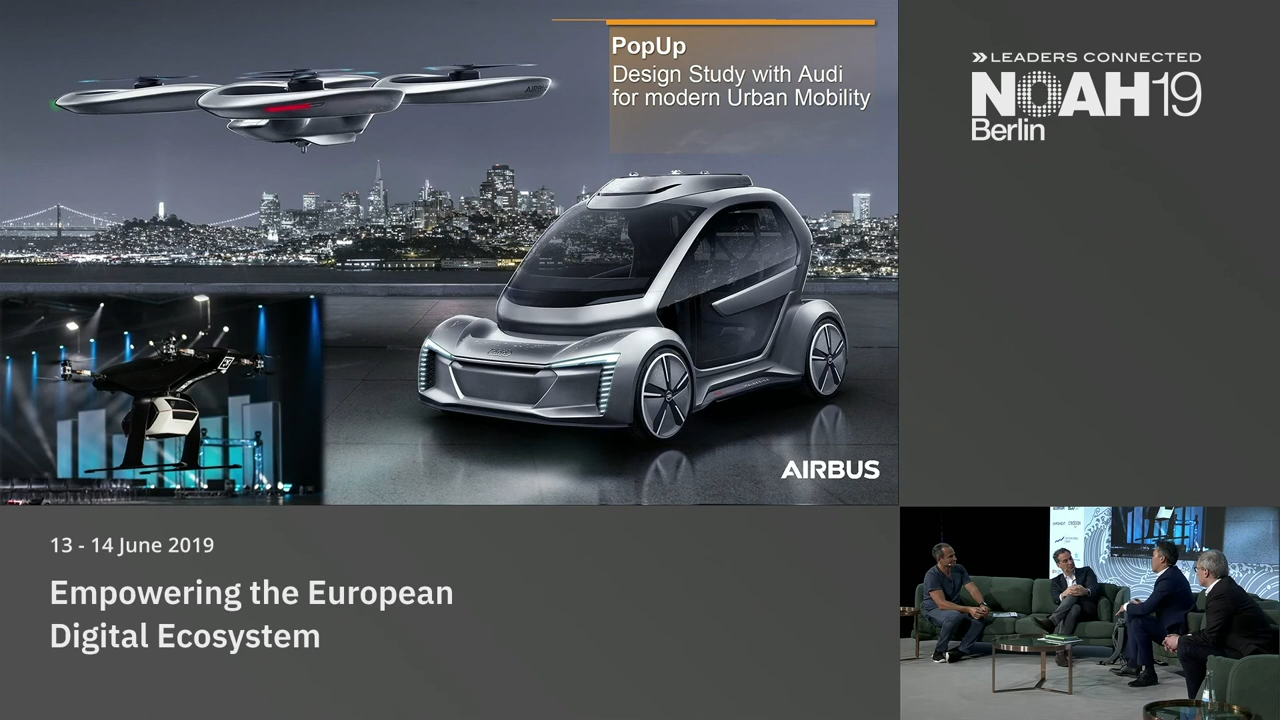 PopUp
Design Study with Audi
for modern Urban Mobility
AIRBUS
LEADERS CONNECTED
NOAH19
Berlin
13 - 14 June 2019
Empowering the European
Digital Ecosystem